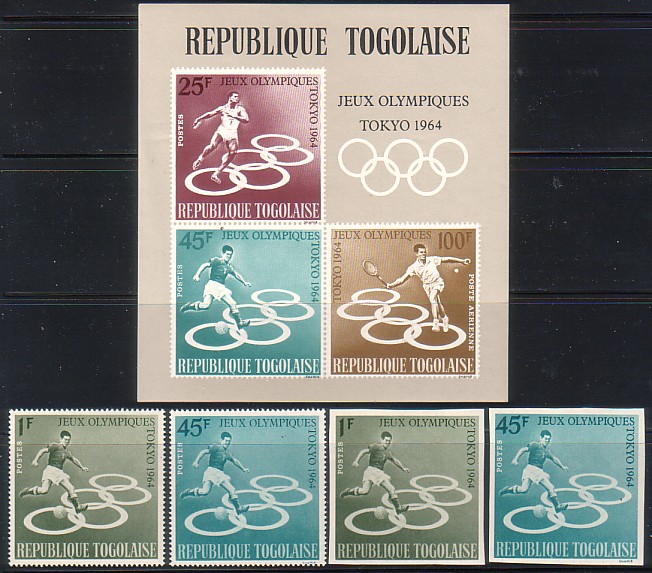 REPUBLIQUE TOGOLAISE
JEUX OLYMPIQUES
TOKYO 1964
25F
JEUX OLYMPIQUES
TOKYO 1964
POSTES
REPUBLIQUE TOGOLAISE
45F
JEUX OLYMPIQUES
TOKYO 1964
POSTES
REPUBLIQUE TOGOLAISE
JEUX OLYMPIQUES
100F
TOKYO 1964
POSTE AERIENNE
REPUBLIQUE TOGOLAISE
1F
JEUX OLYMPIQUES
TOKYO 1964
POSTES
REPUBLIQUE TOGOLAISE
45F
JEUX OLYMPIQUES
TOKYO 1964
POSTES
REPUBLIQUE TOGOLAISE
1F
JEUX OLYMPIQUES
TOKYO 1964
POSTES
REPUBLIQUE TOGOLAISE
45F
JEUX OLYMPIQUES
TOKYO 1964
POSTES
REPUBLIQUE TOGOLAISE